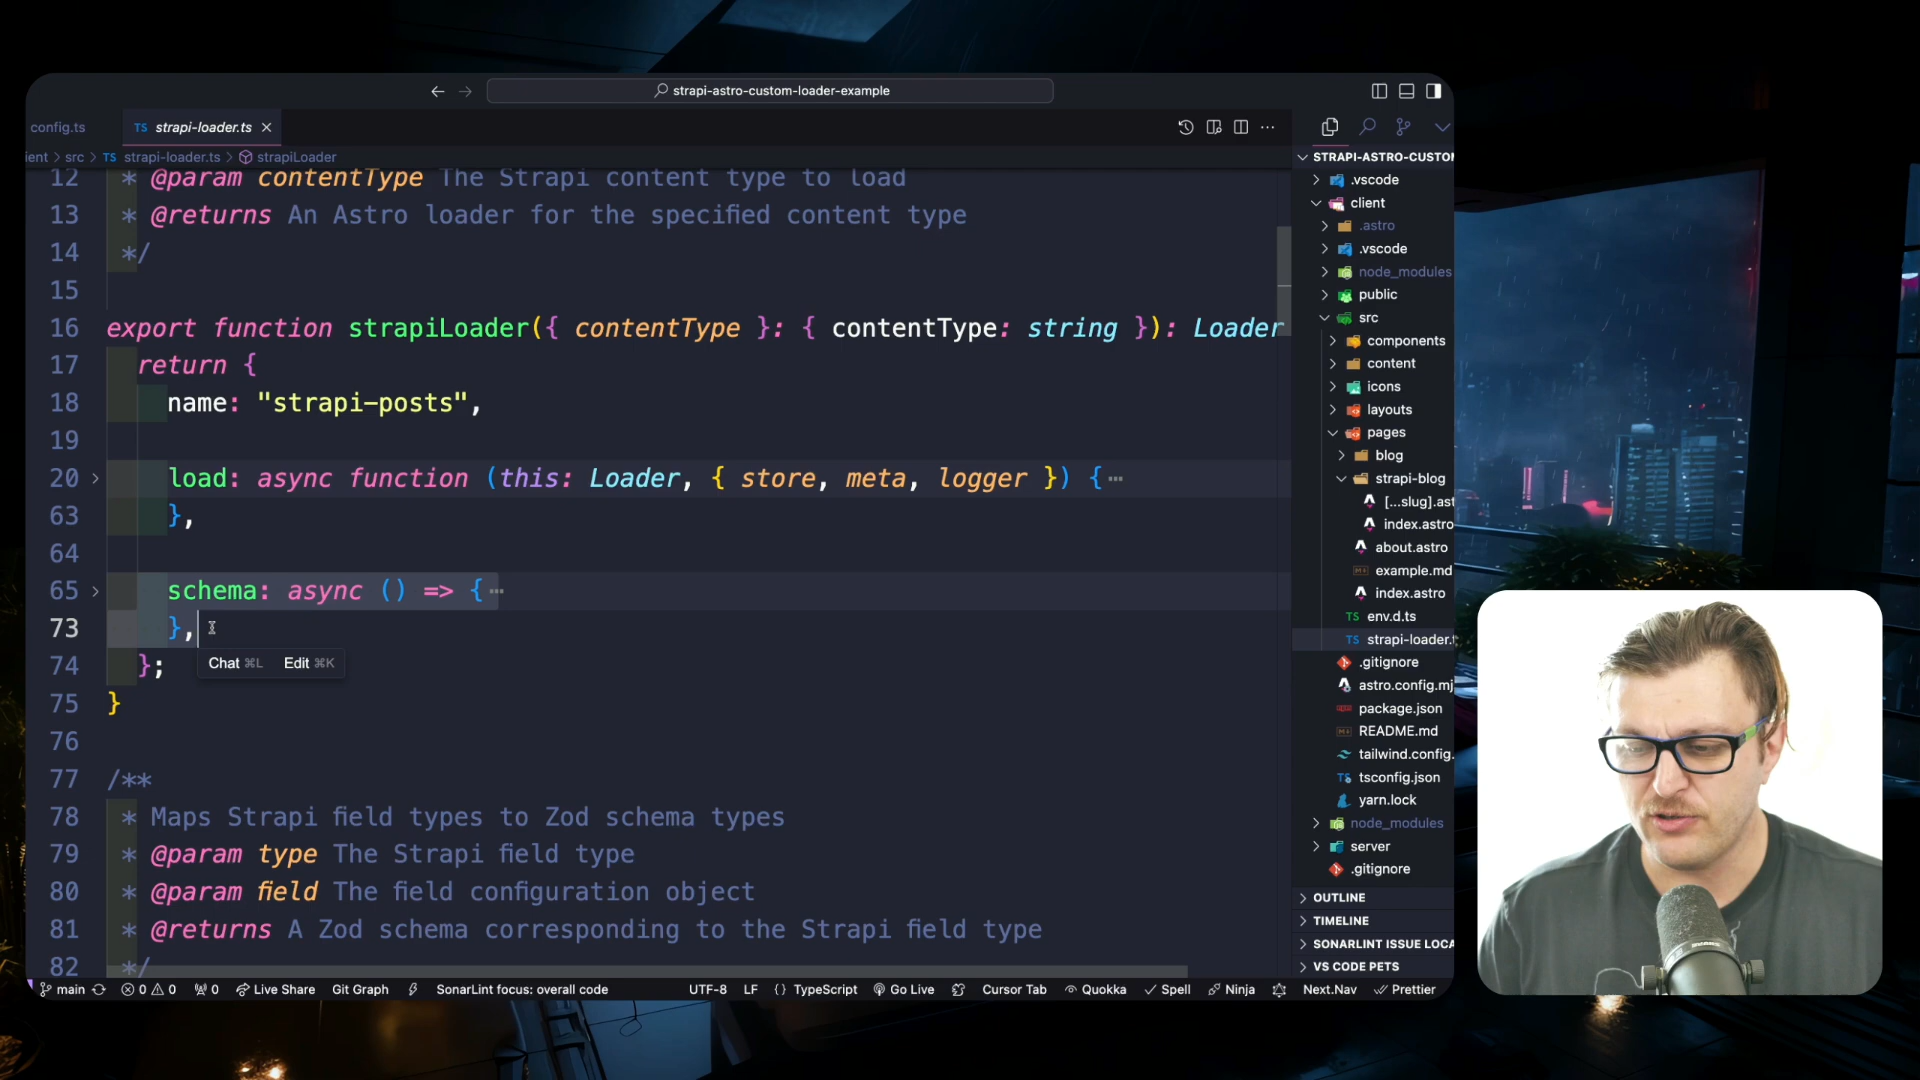 strapi-astro-custom-loader-example
config.ts
TS strapi-loader.ts
ient > src > TS strapi-loader.ts > strapiLoader
12 * @param contentType The Strapi content type to load
13 * @returns An Astro loader for the specified content type
14 */
15
16 export function strapiLoader({ contentType }: { contentType: string }): Loader
17 return {
18 name: "strapi-posts",
19
20 load: async function (this: Loader, { store, meta, logger }) {
63 },
64
65 schema: async () => {
73 },
Chat ⌘L Edit ⌘K
74 };
75 }
76
77 /**
78 * Maps Strapi field types to Zod schema types
79 * @param type The Strapi field type
80 * @param field The field configuration object
81 * @returns A Zod schema corresponding to the Strapi field type
82 */
STRAPI-ASTRO-CUSTOM
.vscode
client
.astro
.vscode
node_modules
public
src
components
content
icons
layouts
pages
blog
strapi-blog
[...slug].ast
index.astro
about.astro
example.md
index.astro
TS env.d.ts
TS strapi-loader.t
.gitignore
astro.config.mj
package.json
README.md
tailwind.config.
tsconfig.json
yarn.lock
node_modules
server
.gitignore
OUTLINE
TIMELINE
SONARLINT ISSUE LOCA
VS CODE PETS
main 0 0 0 Live Share Git Graph SonarLint focus: overall code UTF-8 LF {} TypeScript Go Live Cursor Tab Quokka Spell Ninja Next.Nav Prettier